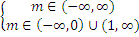 m ∈ (−∞, ∞)
m ∈ (−∞, 0) ∪ (1, ∞)